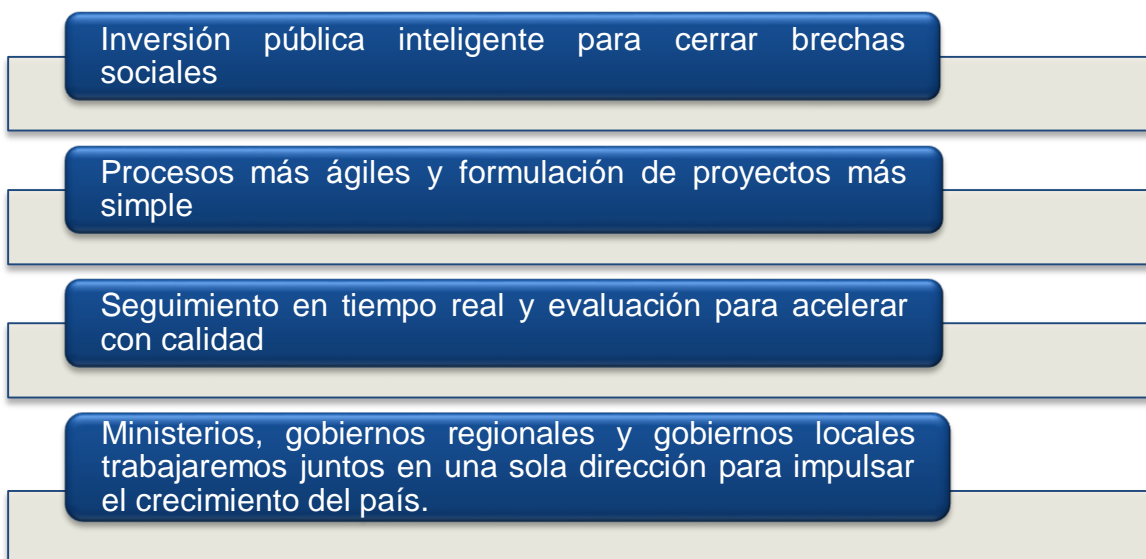 Inversión pública inteligente para cerrar brechas
sociales
Procesos más ágiles y formulación de proyectos más
simple
Seguimiento en tiempo real y evaluación para acelerar
con calidad
Ministerios, gobiernos regionales y gobiernos locales
trabajaremos juntos en una sola dirección para impulsar
el crecimiento del país.